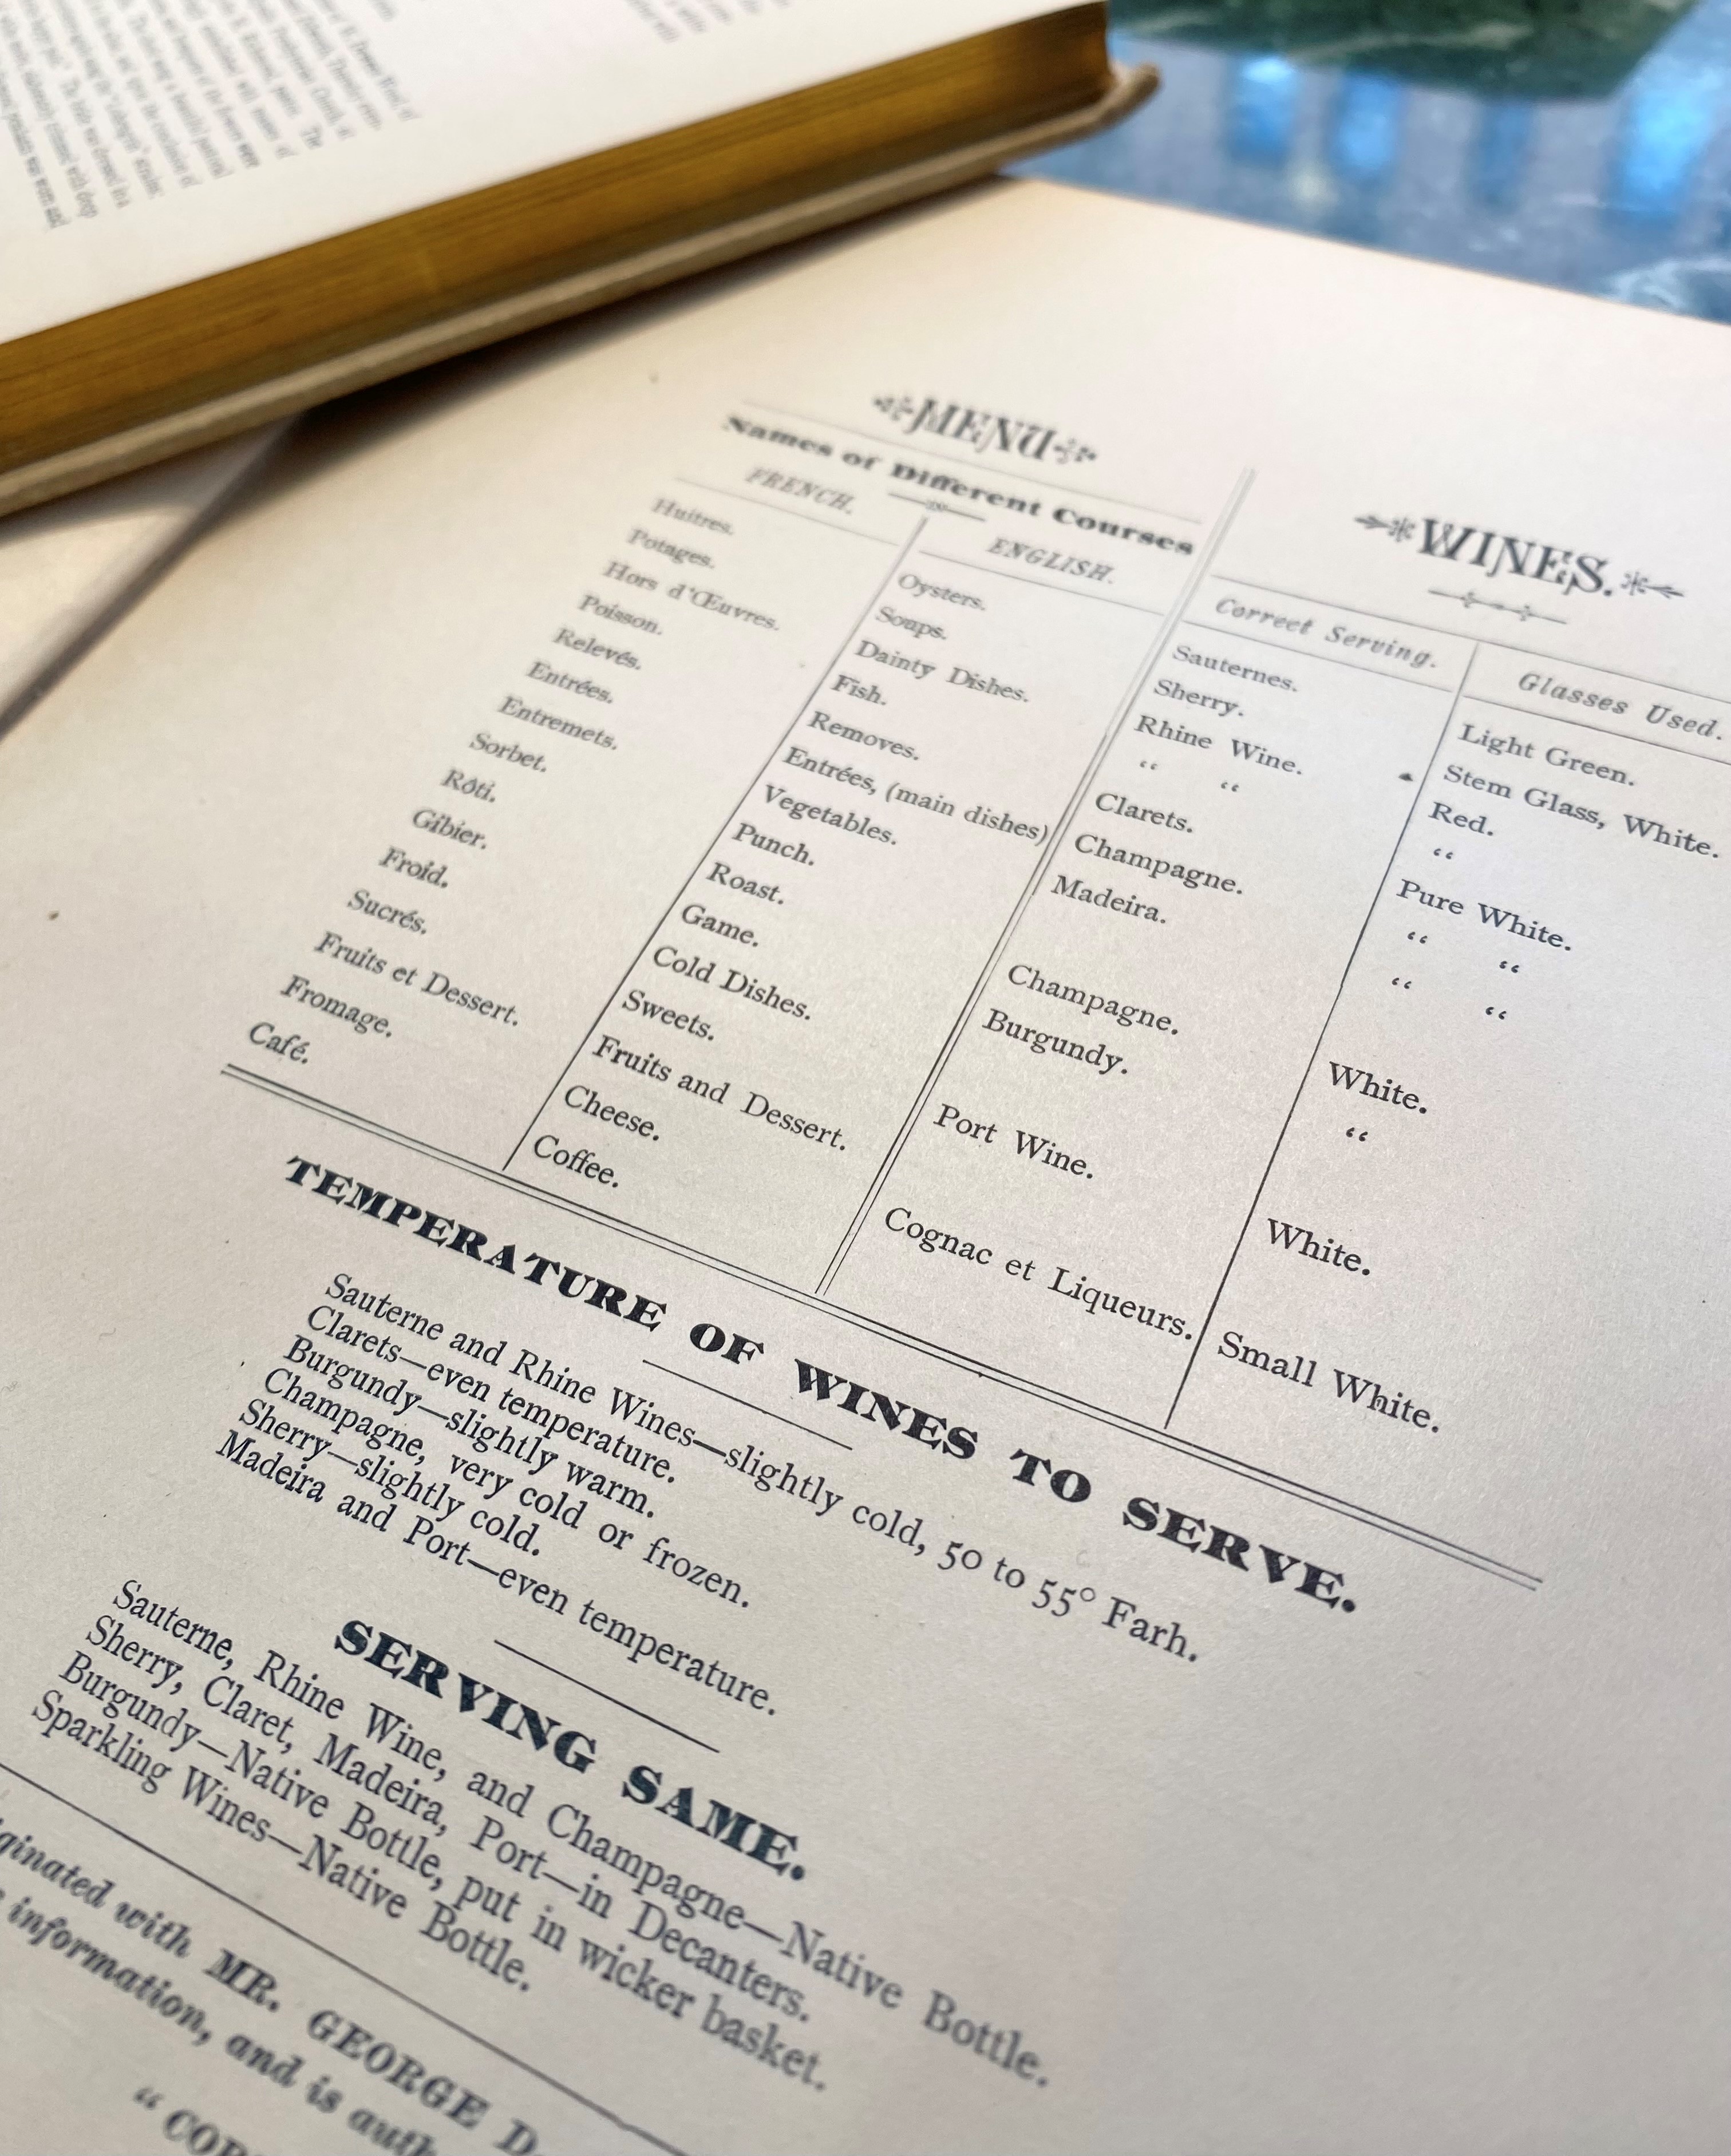 MENU
Names of Different Courses
FRENCH.
Huitres.
Potages.
Hors d'Œuvres.
Poisson.
Relevés.
Entrées.
Entremets.
Sorbet.
Rôti.
Gibier.
Froid.
Sucrés.
Fruits et Dessert.
Fromage.
Café.
ENGLISH.
Oysters.
Soups.
Dainty Dishes.
Fish.
Removes.
Entrées, (main dishes)
Vegetables.
Punch.
Roast.
Game.
Cold Dishes.
Sweets.
Fruits and Dessert.
Cheese.
Coffee.
WINES.
Correct Serving.
Sauternes.
Sherry.
Rhine Wine.
“ “
Clarets.
Champagne.
Madeira.
Champagne.
Burgundy.
Port Wine.
Cognac et Liqueurs.
Glasses Used.
Light Green.
Stem Glass, White.
Red.
“
Pure White.
“ “
“ “
White.
“
White.
Small White.
TEMPERATURE OF WINES TO SERVE.
Sauterne and Rhine Wines—slightly cold, 50 to 55° Farh.
Clarets—even temperature.
Burgundy—slightly warm.
Champagne, very cold or frozen.
Sherry—slightly cold.
Madeira and Port—even temperature.
SERVING SAME.
Sauterne, Rhine Wine, and Champagne—Native Bottle.
Sherry, Claret, Madeira, Port—in Decanters.
Burgundy—Native Bottle, put in wicker basket.
Sparkling Wines—Native Bottle.
with MR. GEORGE D
information, and is